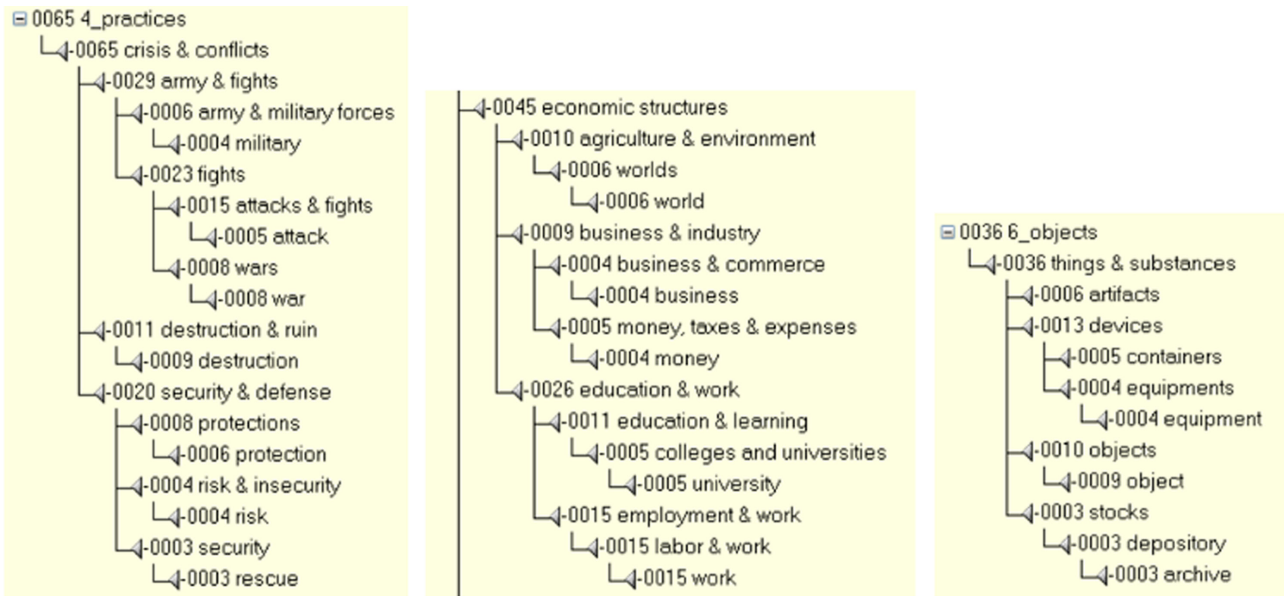 0065 4_practices
0065 crisis & conflicts
0029 army & fights
0006 army & military forces
0004 military
0023 fights
0015 attacks & fights
0005 attack
0008 wars
0008 war
0011 destruction & ruin
0009 destruction
0020 security & defense
0008 protections
0006 protection
0004 risk & insecurity
0004 risk
0003 security
0003 rescue
0045 economic structures
0010 agriculture & environment
0006 worlds
0006 world
0009 business & industry
0004 business & commerce
0004 business
0005 money, taxes & expenses
0004 money
0026 education & work
0011 education & learning
0005 colleges and universities
0005 university
0015 employment & work
0015 labor & work
0015 work
0036 6_objects
0036 things & substances
0006 artifacts
0013 devices
0005 containers
0004 equipments
0004 equipment
0010 objects
0009 object
0003 stocks
0003 depository
0003 archive